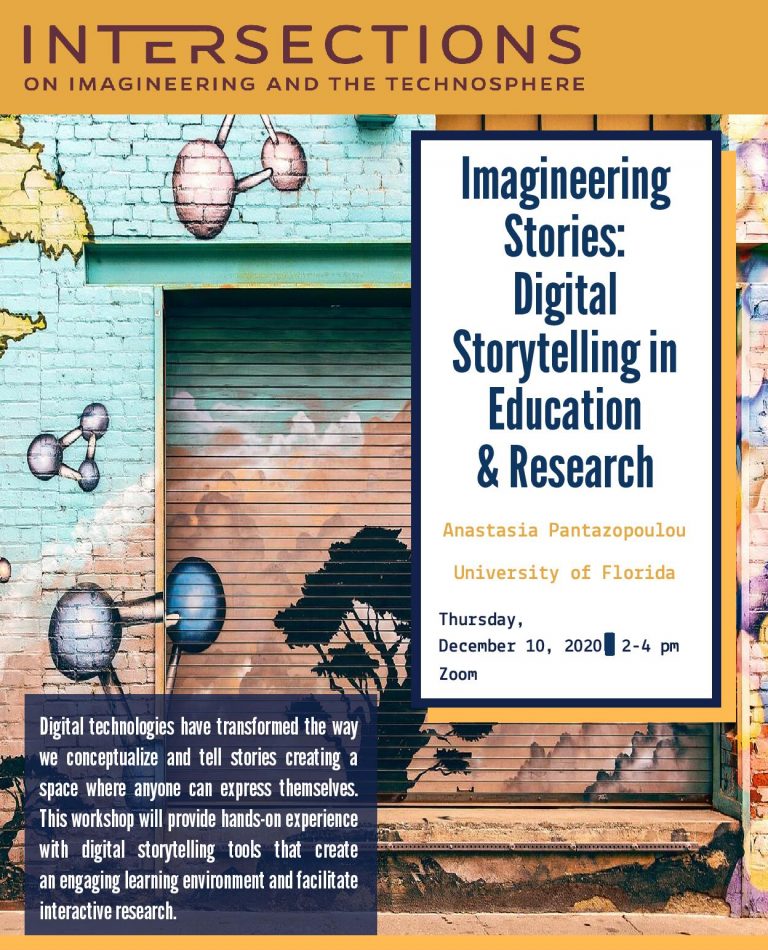 INTERSECTIONS
ON IMAGINEERING AND THE TECHNOSPHERE
Imagineering
Stories:
Digital
Storytelling in
Education
& Research
Anastasia Pantazopoulou
University of Florida
Thursday,
December 10, 2020 2-4 pm
Zoom
Digital technologies have transformed the way
we conceptualize and tell stories creating a
space where anyone can express themselves.
This workshop will provide hands-on experience
with digital storytelling tools that create
an engaging learning environment and facilitate
interactive research.